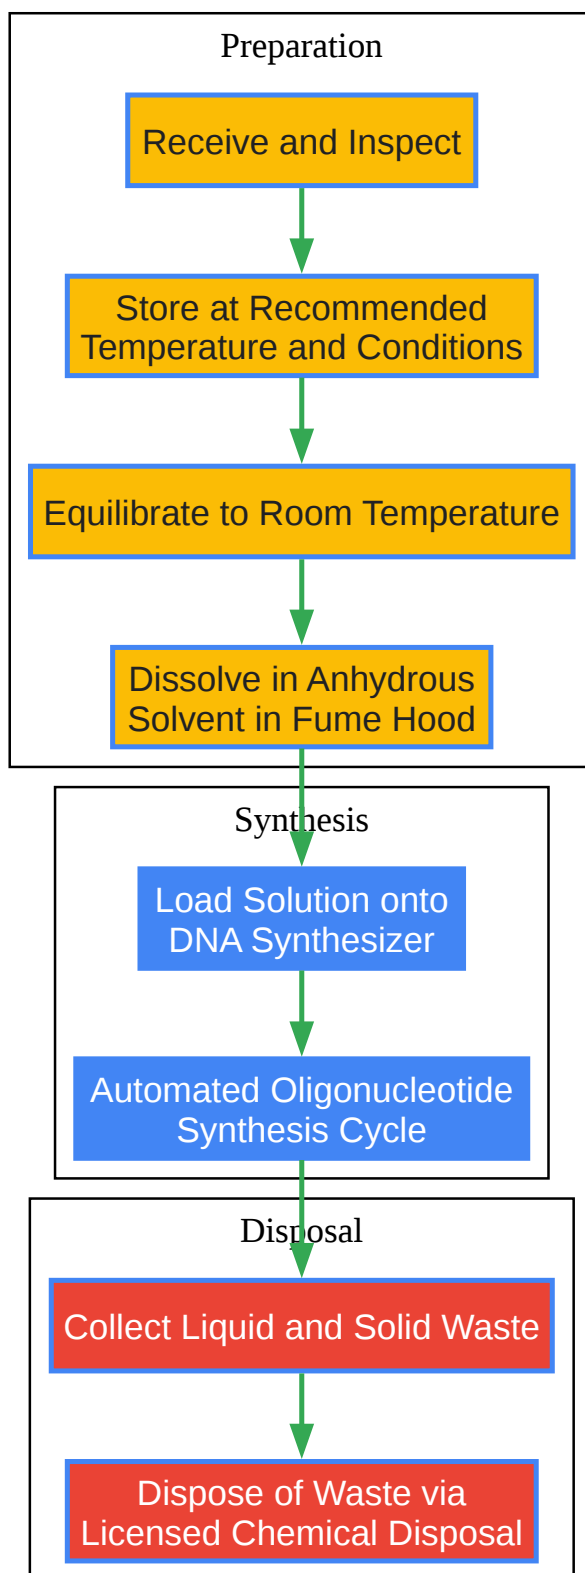 Preparation
Receive and Inspect
Store at Recommended
Temperature and Conditions
Equilibrate to Room Temperature
Dissolve in Anhydrous
Solvent in Fume Hood
Synthesis
Load Solution onto
DNA Synthesizer
Automated Oligonucleotide
Synthesis Cycle
Disposal
Collect Liquid and Solid Waste
Dispose of Waste via
Licensed Chemical Disposal